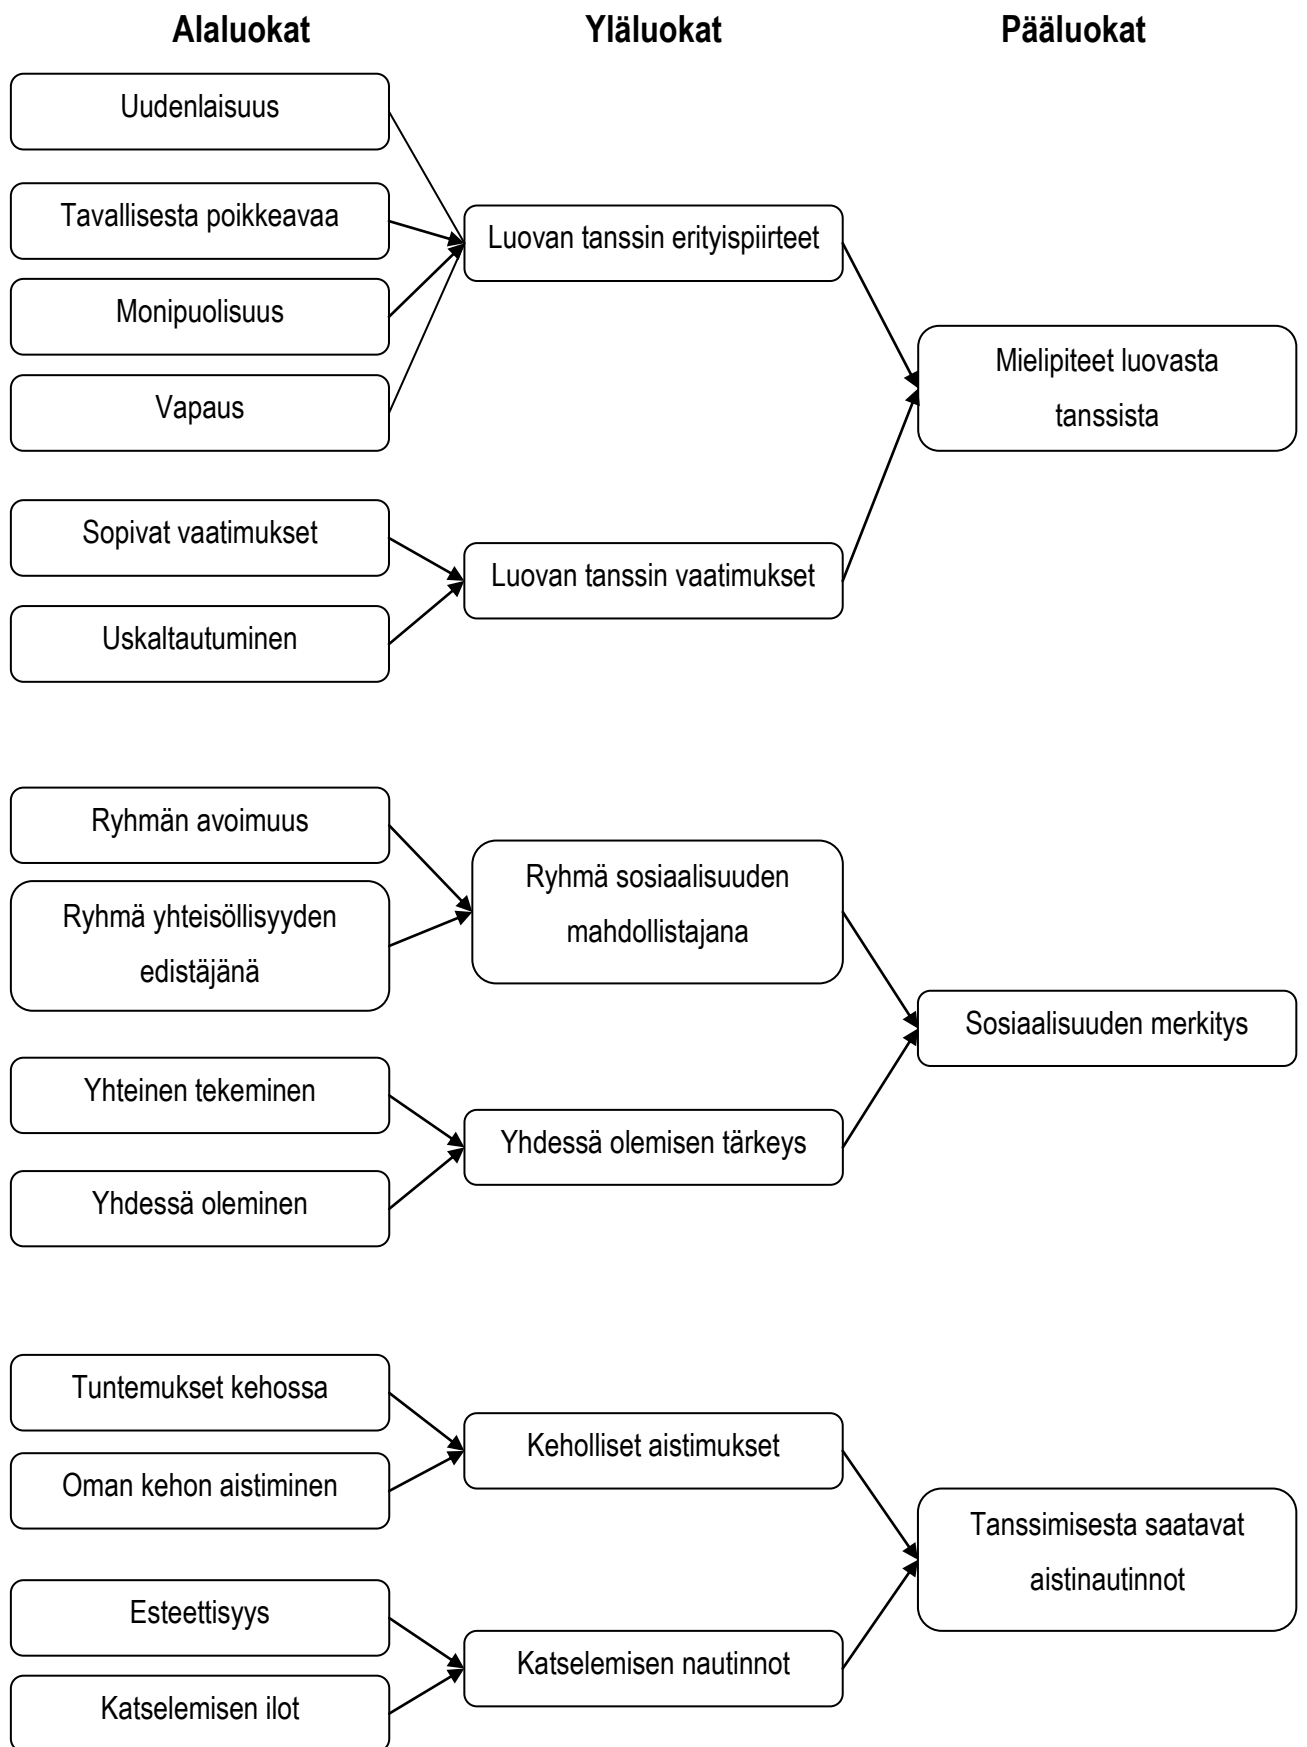 Alaluokat
Yläluokat
Pääluokat
Uudenlaisuus
Tavallisesta poikkeavaa
Monipuolisuus
Vapaus
Luovan tanssin erityispiirteet
Sopivat vaatimukset
Uskaltautuminen
Luovan tanssin vaatimukset
Mielipiteet luovasta
tanssista
Ryhmän avoimuus
Ryhmä yhteisöllisyyden
edistäjänä
Ryhmä sosiaalisuuden
mahdollistajana
Yhteinen tekeminen
Yhdessä oleminen
Yhdessä olemisen tärkeys
Sosiaalisuuden merkitys
Tuntemukset kehossa
Oman kehon aistiminen
Keholliset aistimukset
Esteettisyys
Katselemisen ilot
Katselemisen nautinnot
Tanssimisesta saatavat
aistinautinnot